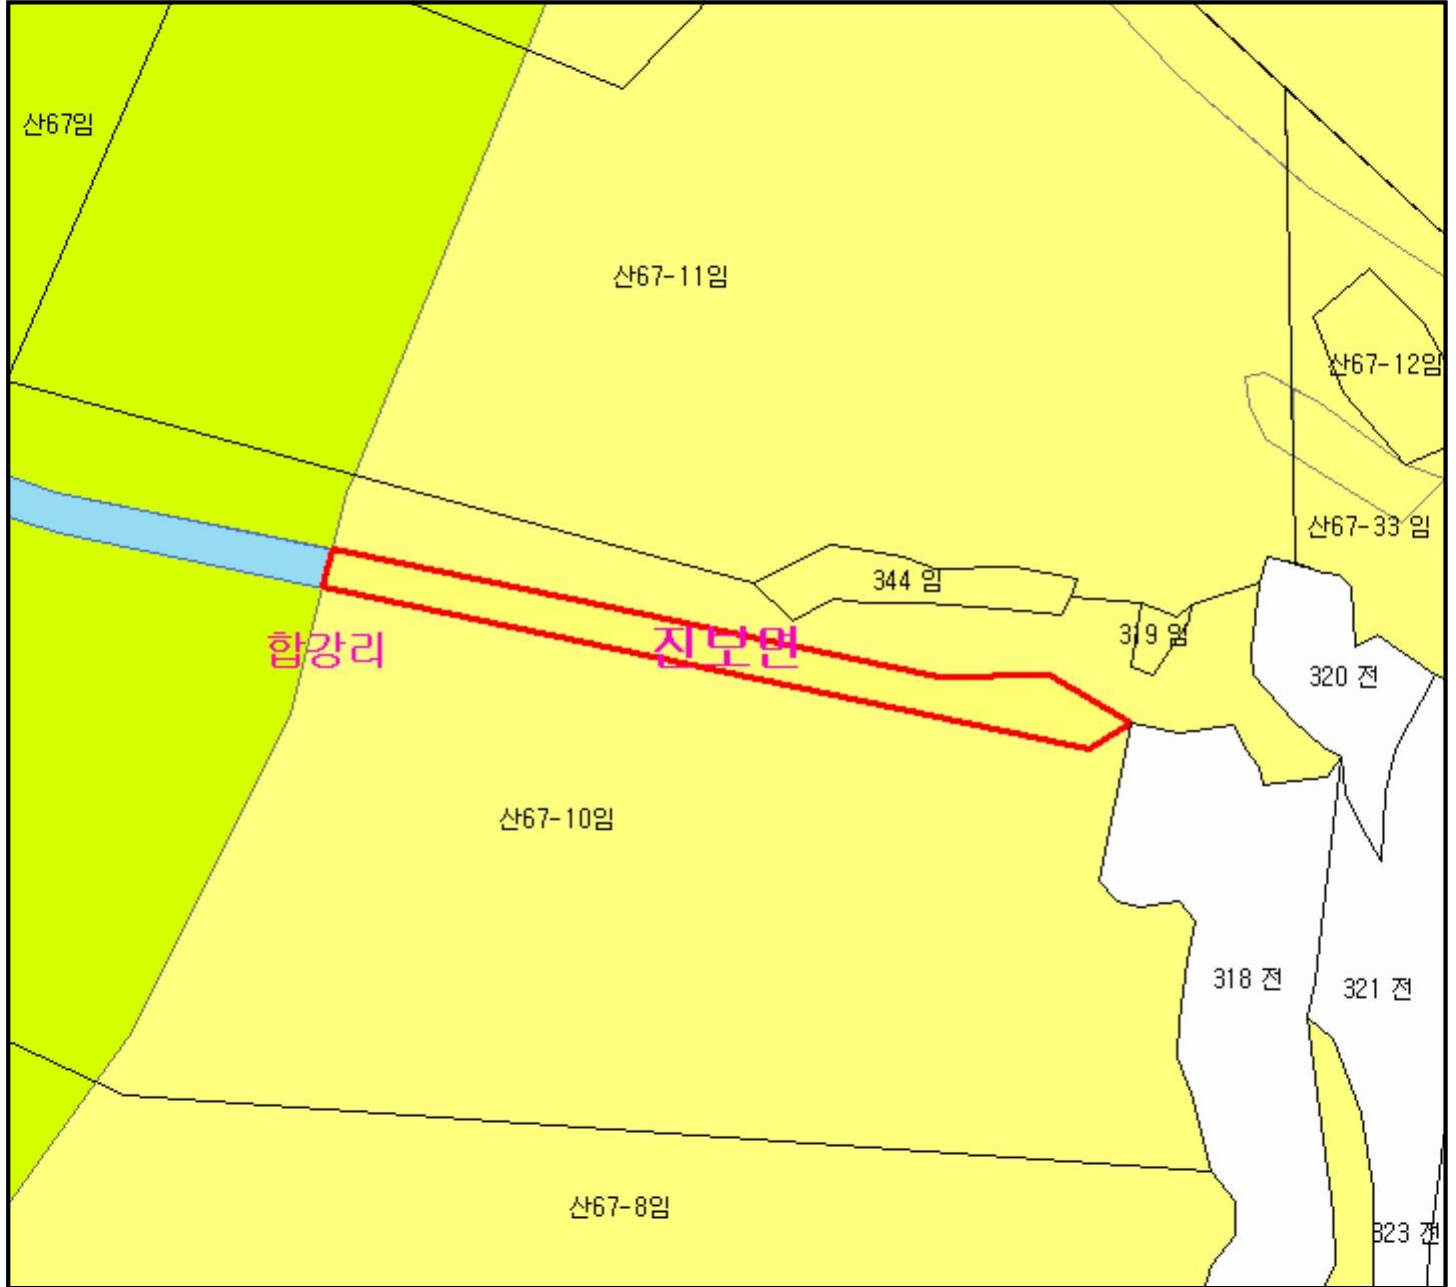 산67임
산67-11임
산67-12임
산67-33 임
344 임
319 임
합강리
진보면
320 전
산67-10임
318 전
321 전
산67-8임
323 전